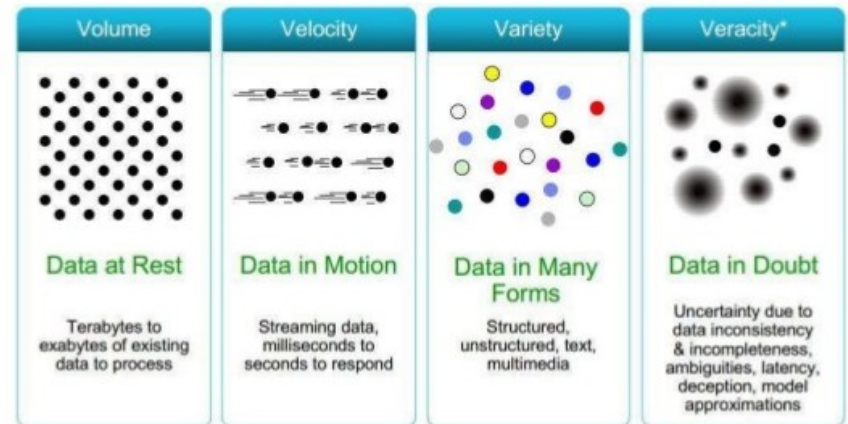 Volume
Data at Rest
Terabytes to
exabytes of existing
data to process
Velocity
Data in Motion
Streaming data,
milliseconds to
seconds to respond
Variety
Data in Many
Forms
Structured,
unstructured, text,
multimedia
Veracity*
Data in Doubt
Uncertainty due to
data inconsistency
& incompleteness,
ambiguities, latency,
deception, model
approximations